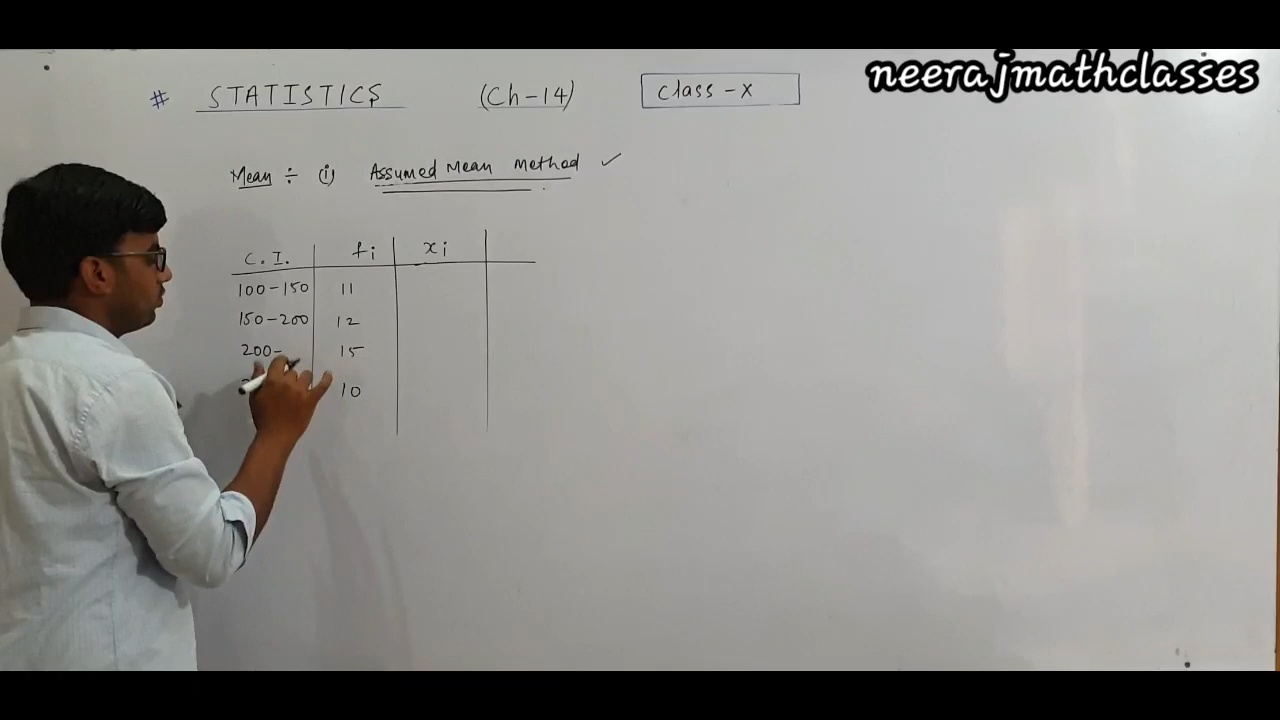 neerajmathclasses
# STATISTICS (Ch-14) Class-X
Mean ÷ (i) Assumed Mean Method ✓
C.I. fi xi
100-150 11
150-200 12
200- 15
10